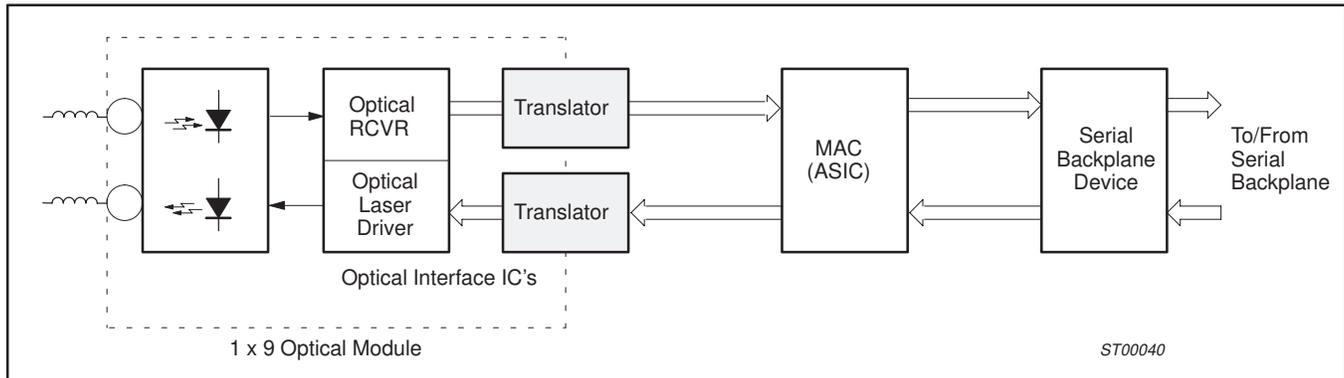 Optical
RCVR
Optical
Laser
Driver
Translator
Translator
MAC
(ASIC)
Serial
Backplane
Device
To/From
Serial
Backplane
Optical Interface IC's
1 x 9 Optical Module
ST00040